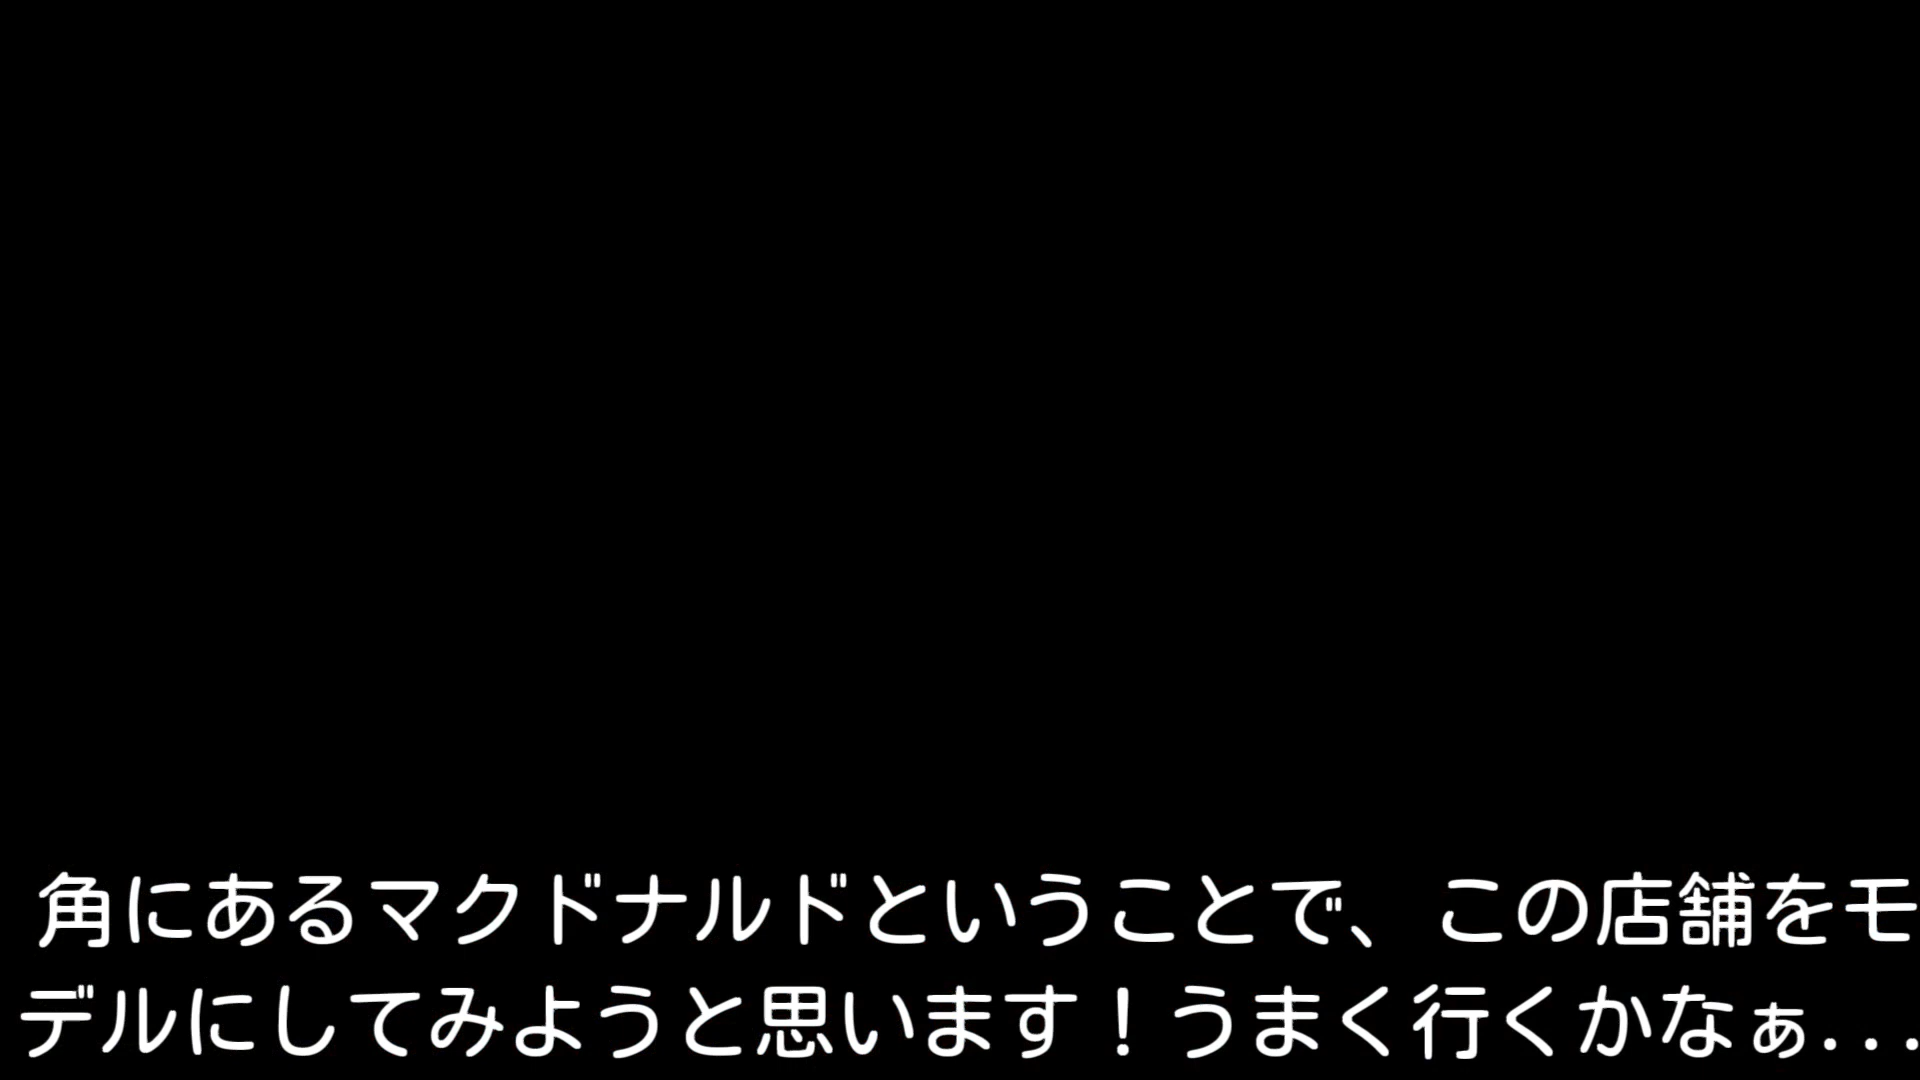 角にあるマクドナルドということで、この店舗をモ
デルにしてみようと思います！うまく行くかなぁ...